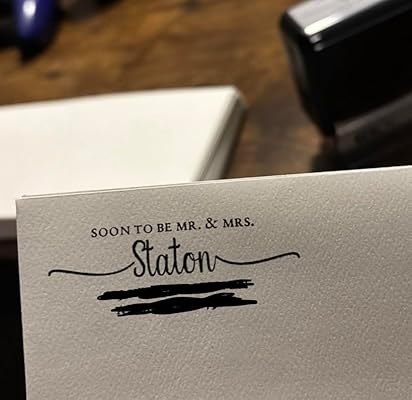 SOON TO BE MR. & MRS.
Staton